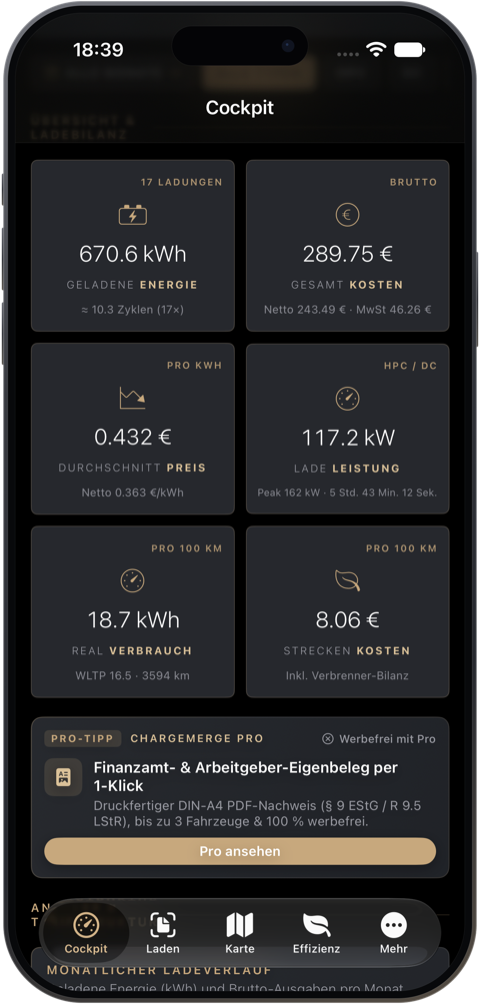 18:39
Cockpit
ÜBERSICHT &
LADEBILANZ
17 LADUNGEN
670.6 kWh
GELADENE ENERGIE
≈ 10.3 Zyklen (17×)
BRUTTO
€
289.75 €
GESAMT KOSTEN
Netto 243.49 € · MwSt 46.26 €
PRO KWH
0.432 €
DURCHSCHNITT PREIS
Netto 0.363 €/kWh
HPC / DC
117.2 kW
LADE LEISTUNG
Peak 162 kW · 5 Std. 43 Min. 12 Sek.
PRO 100 KM
18.7 kWh
REAL VERBRAUCH
WLTP 16.5 · 3594 km
PRO 100 KM
8.06 €
STRECKEN KOSTEN
Inkl. Verbrenner-Bilanz
PRO-TIPP CHARGEMERGE PRO
Werbefrei mit Pro
Finanzamt- & Arbeitgeber-Eigenbeleg per
1-Klick
Druckfertiger DIN-A4 PDF-Nachweis (§ 9 EStG / R 9.5
LStR), bis zu 3 Fahrzeuge & 100 % werbefrei.
Pro ansehen
Cockpit
Laden
Karte
Effizienz
Mehr
MONATLICHER LADEVERLAUF
Geladene Energie (kWh) und Brutto-Ausgaben pro Monat